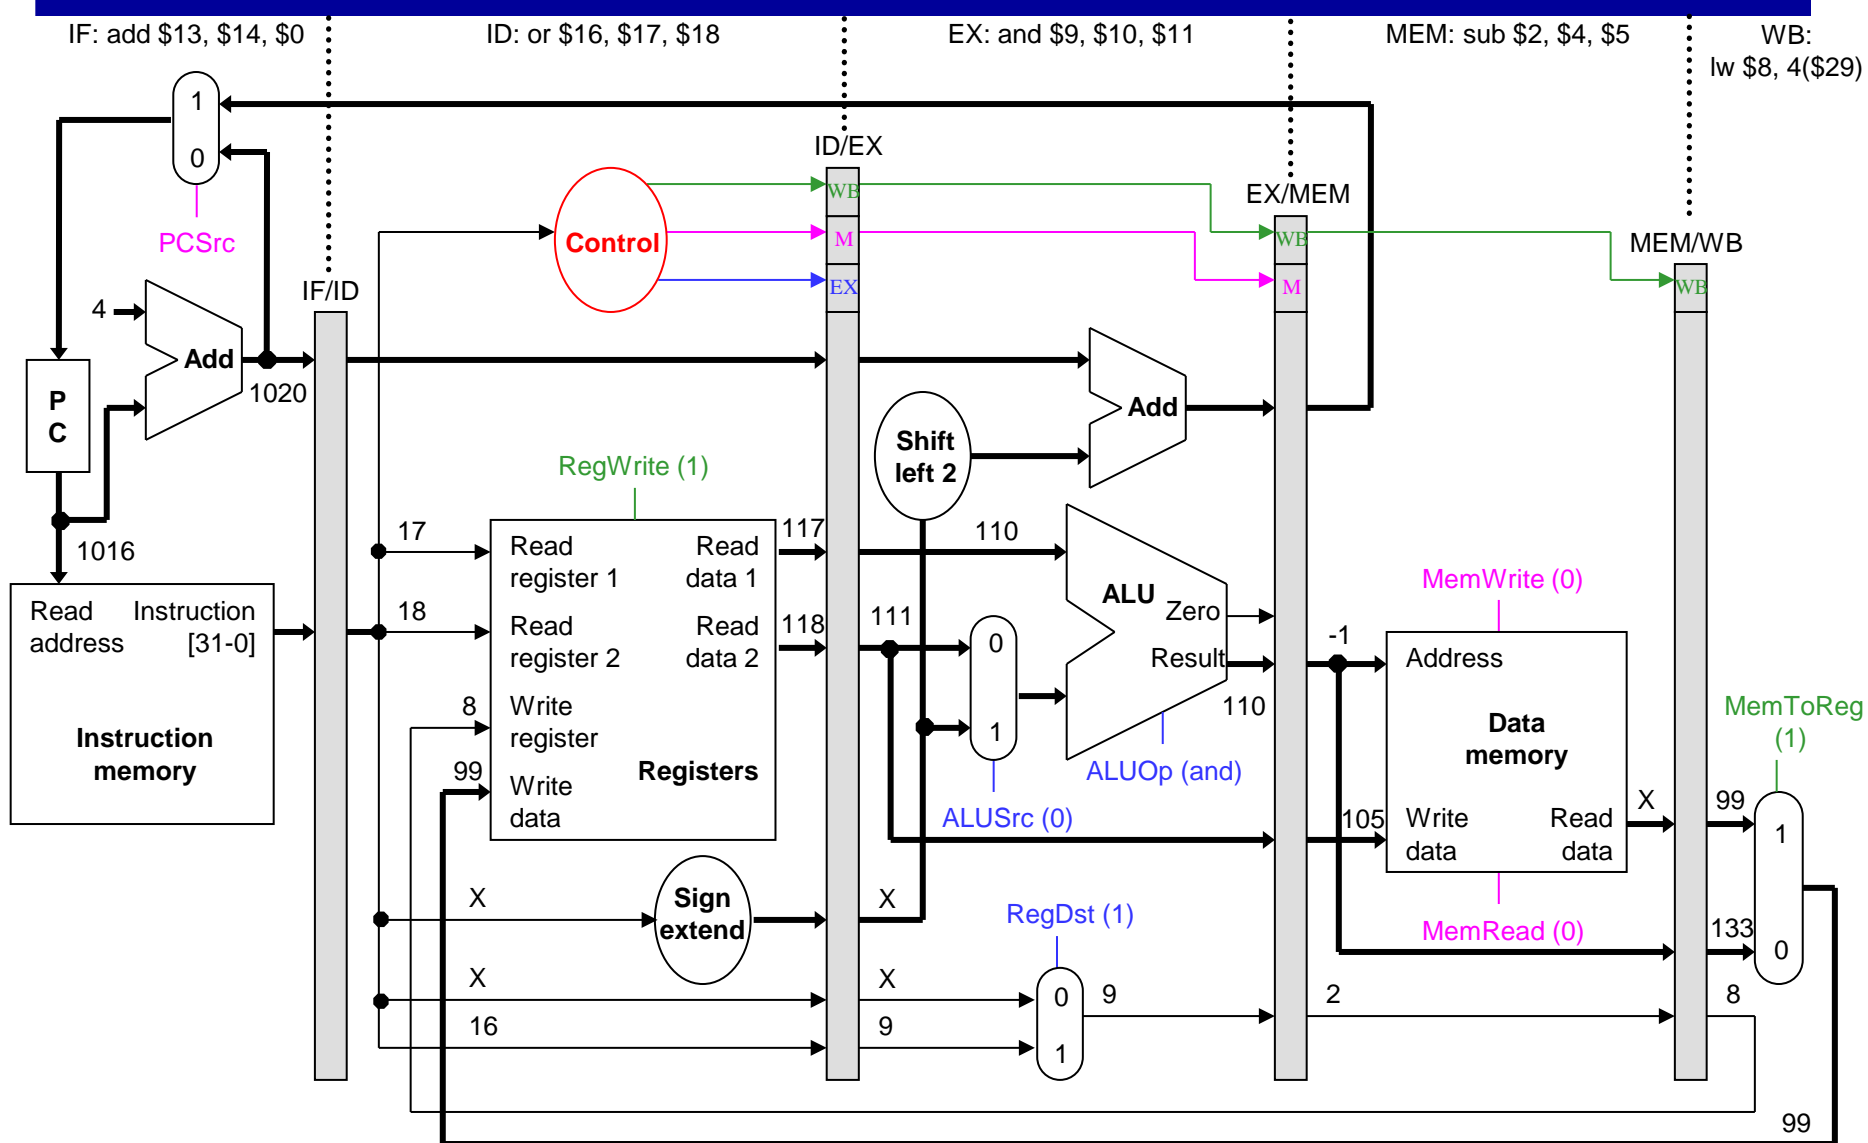 IF: add $13, $14, $0
ID: or $16, $17, $18
EX: and $9, $10, $11
MEM: sub $2, $4, $5
WB:
lw $8, 4($29)
1
0
PCSrc
4
Add
1020
P
C
1016
Read
address
Instruction
[31-0]
Instruction
memory
IF/ID
Control
ID/EX
WB
M
EX
EX/MEM
WB
M
MEM/WB
WB
RegWrite (1)
17
18
8
99
Read
register 1
Read
data 1
Read
register 2
Read
data 2
Write
register
Write
data
Registers
117
118
Shift
left 2
Add
110
111
0
1
ALUSrc (0)
ALU
Zero
Result
110
ALUOp (and)
-1
105
MemWrite (0)
Address
Data
memory
Write
data
Read
data
MemRead (0)
X
99
133
MemToReg
(1)
1
0
X
Sign
extend
X
RegDst (1)
X
X
0
1
9
2
8
16
9
99